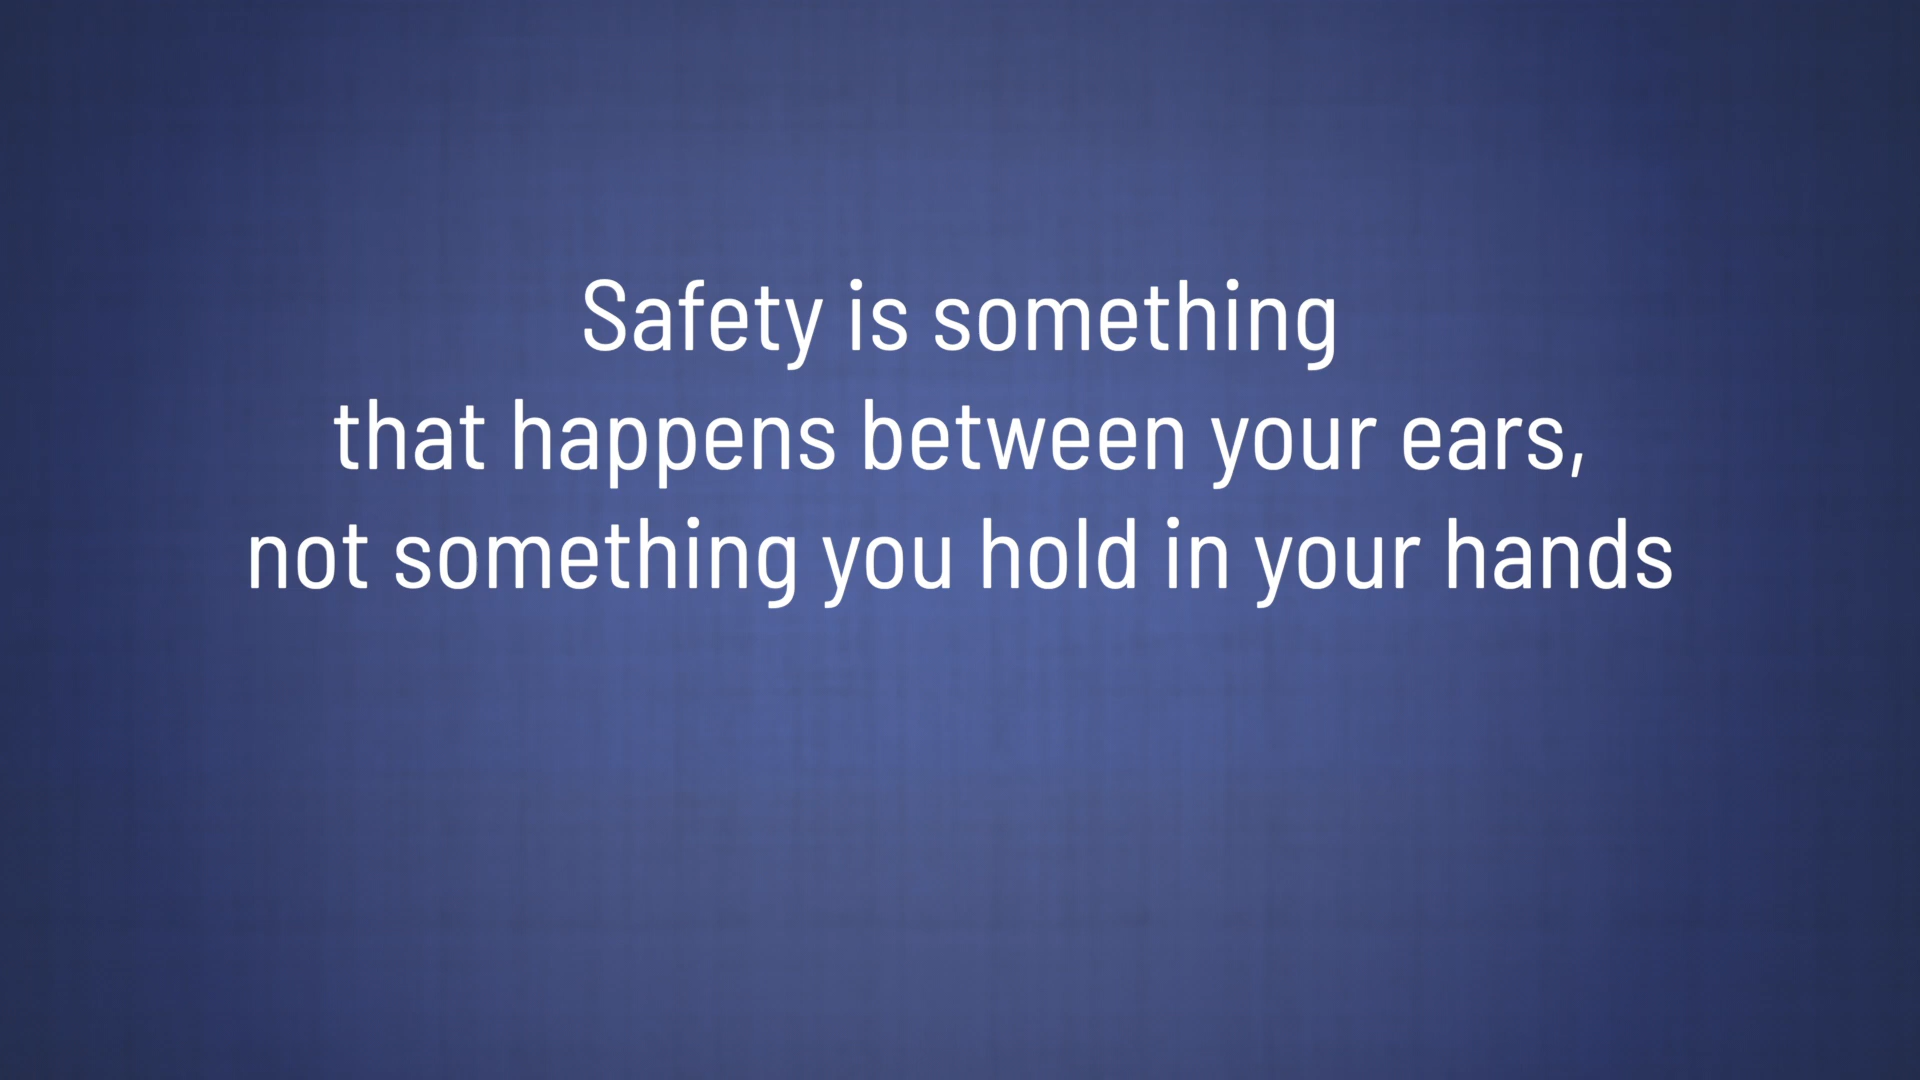 Safety is something
that happens between your ears,
not something you hold in your hands